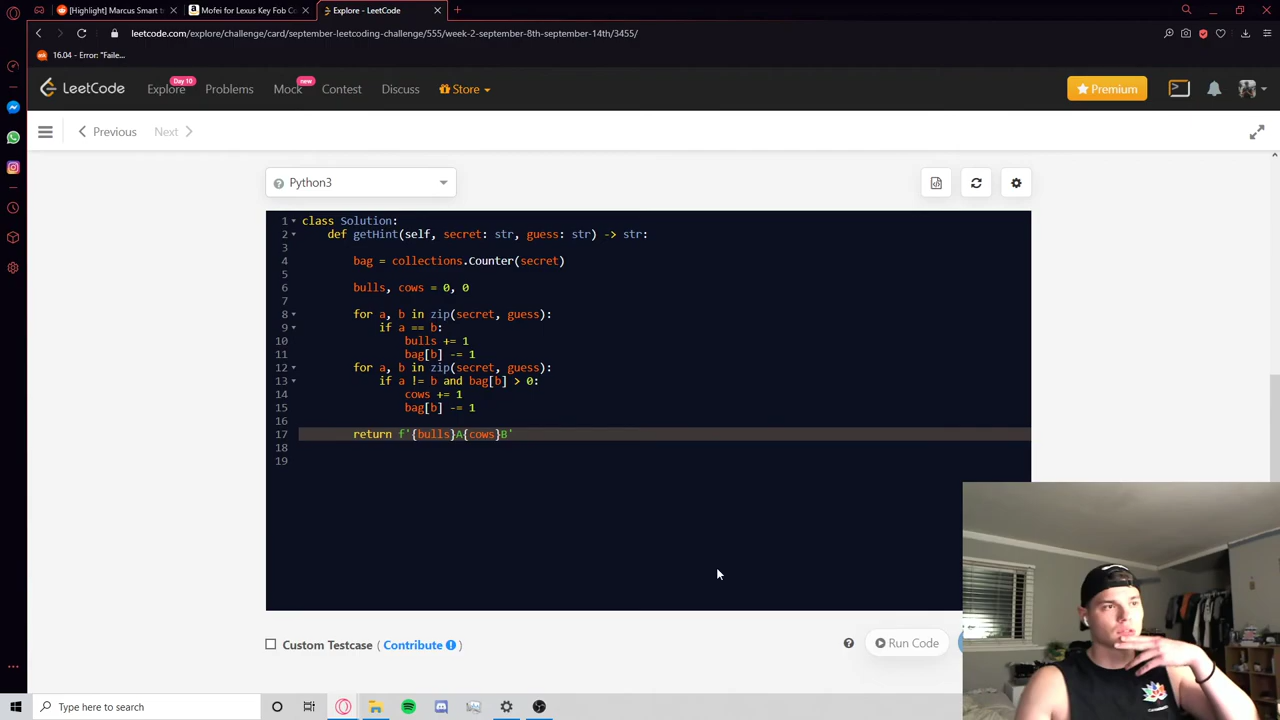 [Highlight] Marcus Smart t
Mofei for Lexus Key Fob Co
Explore - LeetCode
leetcode.com/explore/challenge/card/september-leetcoding-challenge/555/week-2-september-8th-september-14th/3455/
16.04 - Error: "Faile...
LeetCode
Explore
Day 10
Problems
Mock
new
Contest
Discuss
Store
Premium
Previous
Next
Python3
1 class Solution:
2 def getHint(self, secret: str, guess: str) -> str:
3
4 bag = collections.Counter(secret)
5
6 bulls, cows = 0, 0
7
8 for a, b in zip(secret, guess):
9 if a == b:
10 bulls += 1
11 bag[b] -= 1
12 for a, b in zip(secret, guess):
13 if a != b and bag[b] > 0:
14 cows += 1
15 bag[b] -= 1
16
17 return f'{bulls}A{cows}B'
18
19
Custom Testcase ( Contribute )
Run Code
Type here to search